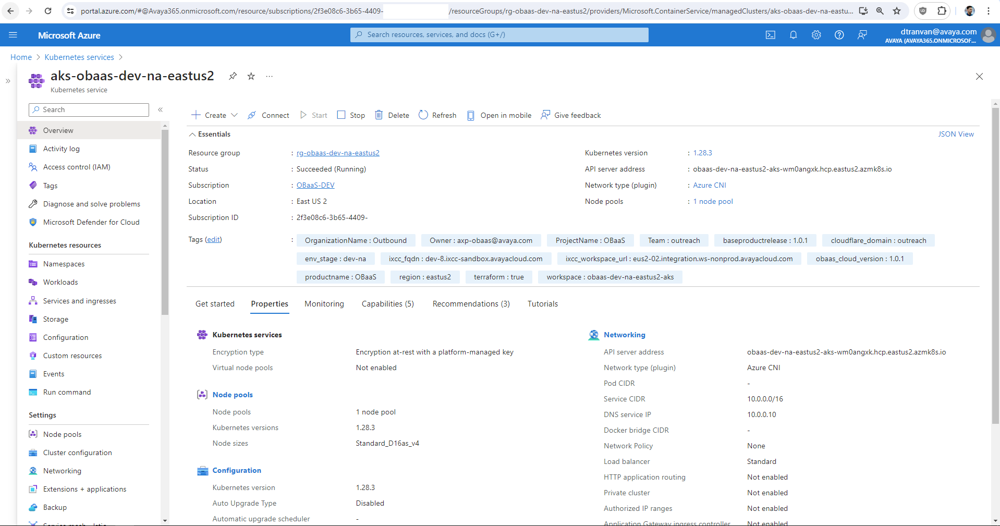 portal.azure.com/#@Avaya365.onmicrosoft.com/resource/subscriptions/2f3e08c6-3b65-4409- /resourceGroups/rg-obaas-dev-na-eastus2/providers/Microsoft.ContainerService/managedClusters/aks-obaas-dev-na-eastu...
Microsoft Azure
Search resources, services, and docs (G+/)
dtranvan@avaya.com
AVAYA (AVAYA365.ONMICROSOF...
Home > Kubernetes services >
aks-obaas-dev-na-eastus2
...
Kubernetes service
Search
Overview
Activity log
Access control (IAM)
Tags
Diagnose and solve problems
Microsoft Defender for Cloud
Kubernetes resources
Namespaces
Workloads
Services and ingresses
Storage
Configuration
Custom resources
Events
Run command
Settings
Node pools
Cluster configuration
Networking
Extensions + applications
Backup
Create Connect Start Stop Delete Refresh Open in mobile Give feedback
Essentials
JSON View
Resource group : rg-obaas-dev-na-eastus2
Status : Succeeded (Running)
Subscription : OBaaS-DEV
Location : East US 2
Subscription ID : 2f3e08c6-3b65-4409-
Kubernetes version : 1.28.3
API server address : obaas-dev-na-eastus2-aks-wm0angxk.hcp.eastus2.azmk8s.io
Network type (plugin) : Azure CNI
Node pools : 1 node pool
Tags (edit) : OrganizationName : Outbound Owner : axp-obaas@avaya.com ProjectName : OBaaS Team : outreach baseproductrelease : 1.0.1 cloudflare_domain : outreach
env_stage : dev-na ixcc_fqdn : dev-8.ixcc-sandbox.avayacloud.com ixcc_workspace_url : eus2-02.integration.ws-nonprod.avayacloud.com obaas_cloud_version : 1.0.1
productname : OBaaS region : eastus2 terraform : true workspace : obaas-dev-na-eastus2-aks
Get started Properties Monitoring Capabilities (5) Recommendations (3) Tutorials
Kubernetes services
Encryption type Encryption at-rest with a platform-managed key
Virtual node pools Not enabled
Node pools
Node pools 1 node pool
Kubernetes versions 1.28.3
Node sizes Standard_D16as_v4
Configuration
Kubernetes version 1.28.3
Auto Upgrade Type Disabled
Automatic upgrade scheduler -
Networking
API server address obaas-dev-na-eastus2-aks-wm0angxk.hcp.eastus2.azmk8s.io
Network type (plugin) Azure CNI
Pod CIDR -
Service CIDR 10.0.0.0/16
DNS service IP 10.0.0.10
Docker bridge CIDR -
Network Policy None
Load balancer Standard
HTTP application routing Not enabled
Private cluster Not enabled
Authorized IP ranges Not enabled
Application Gateway ingress controller Not enabled